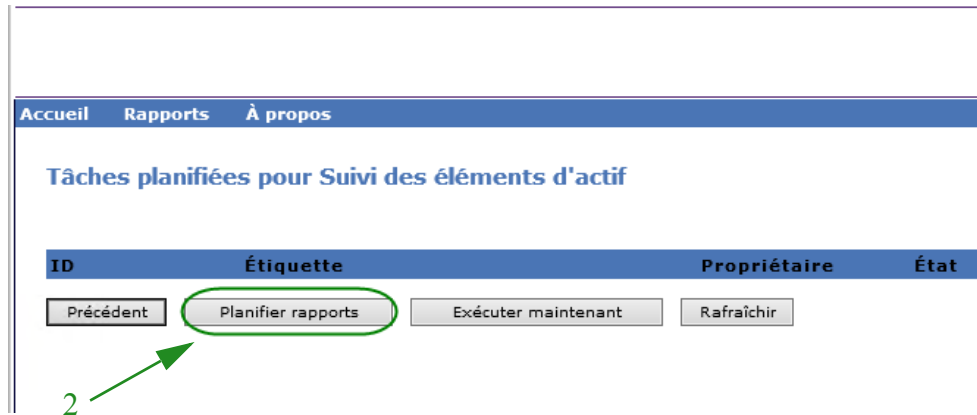 Accueil Rapports À propos
Tâches planifiées pour Suivi des éléments d'actif
ID Étiquette Propriétaire État
Précédent Planifier rapports Exécuter maintenant Rafraîchir
2